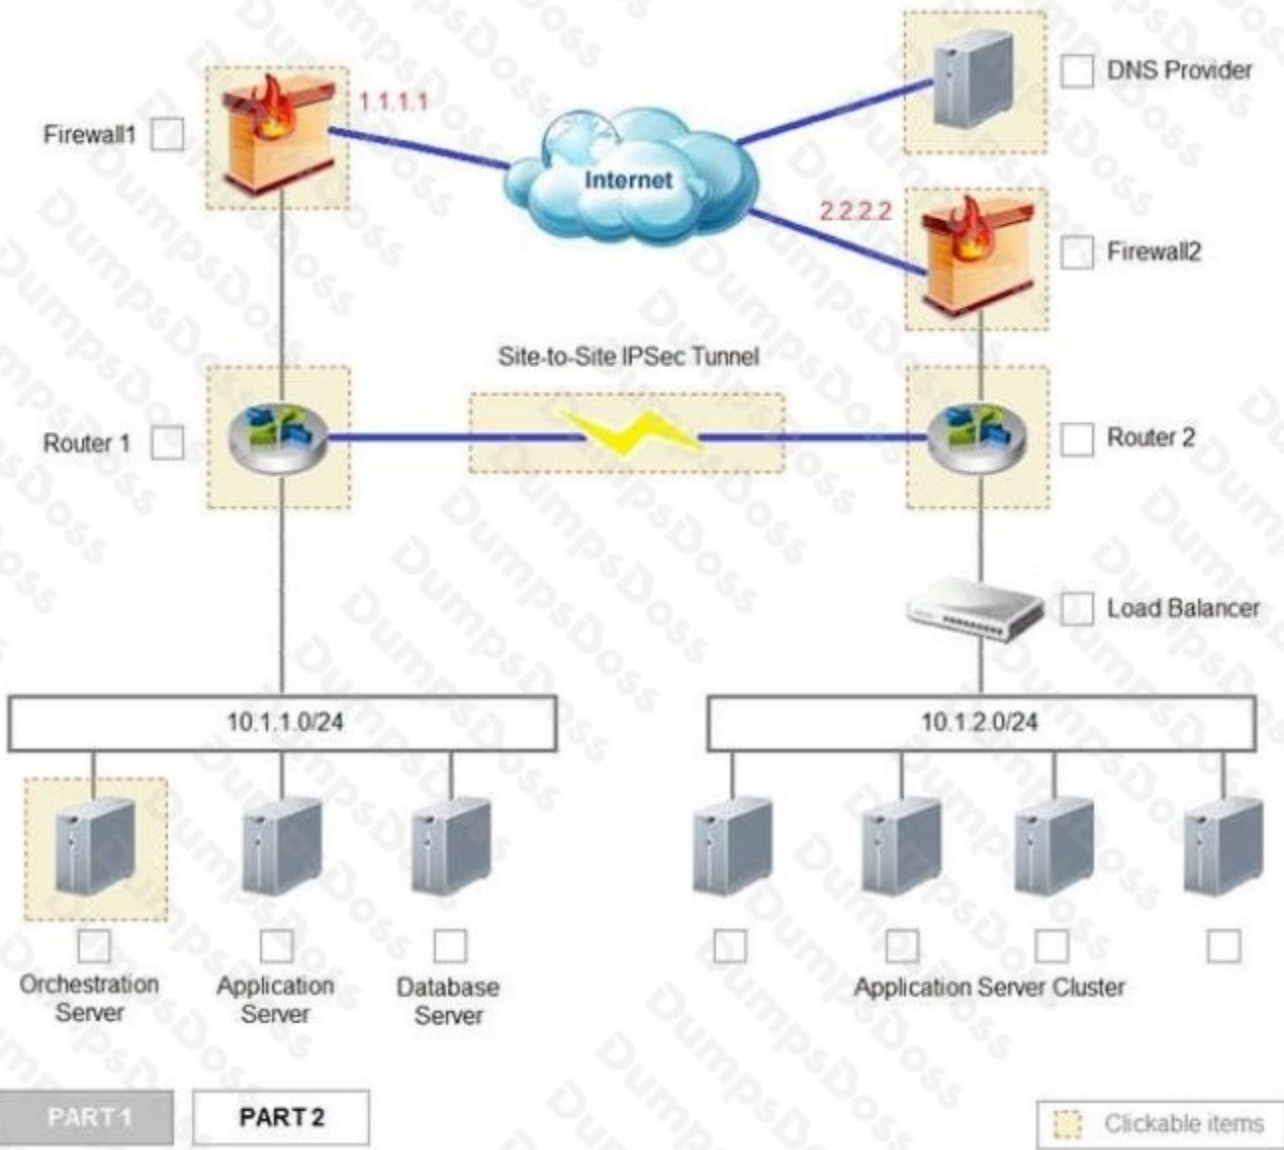 DNS Provider
1.1.1.1
Firewall1
Internet
2.2.2.2
Firewall2
Site-to-Site IPSec Tunnel
Router 1
Router 2
Load Balancer
10.1.1.0/24
10.1.2.0/24
Orchestration
Server
Application
Server
Database
Server
Application Server Cluster
PART 1
PART 2
Clickable items
DumpsDoss